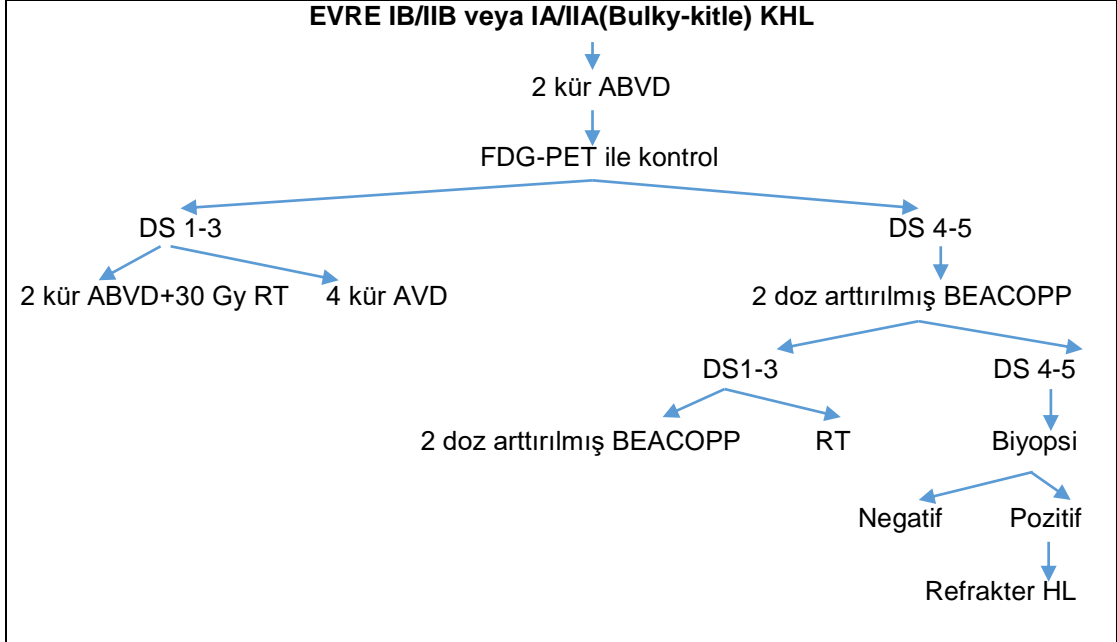 EVRE IB/IIB veya IA/IIA(Bulky-kitle) KHL
2 kür ABVD
FDG-PET ile kontrol
DS 1-3
DS 4-5
2 kür ABVD+30 Gy RT
4 kür AVD
2 doz arttırılmış BEACOPP
DS1-3
DS 4-5
2 doz arttırılmış BEACOPP
RT
Biyopsi
Negatif
Pozitif
Refrakter HL